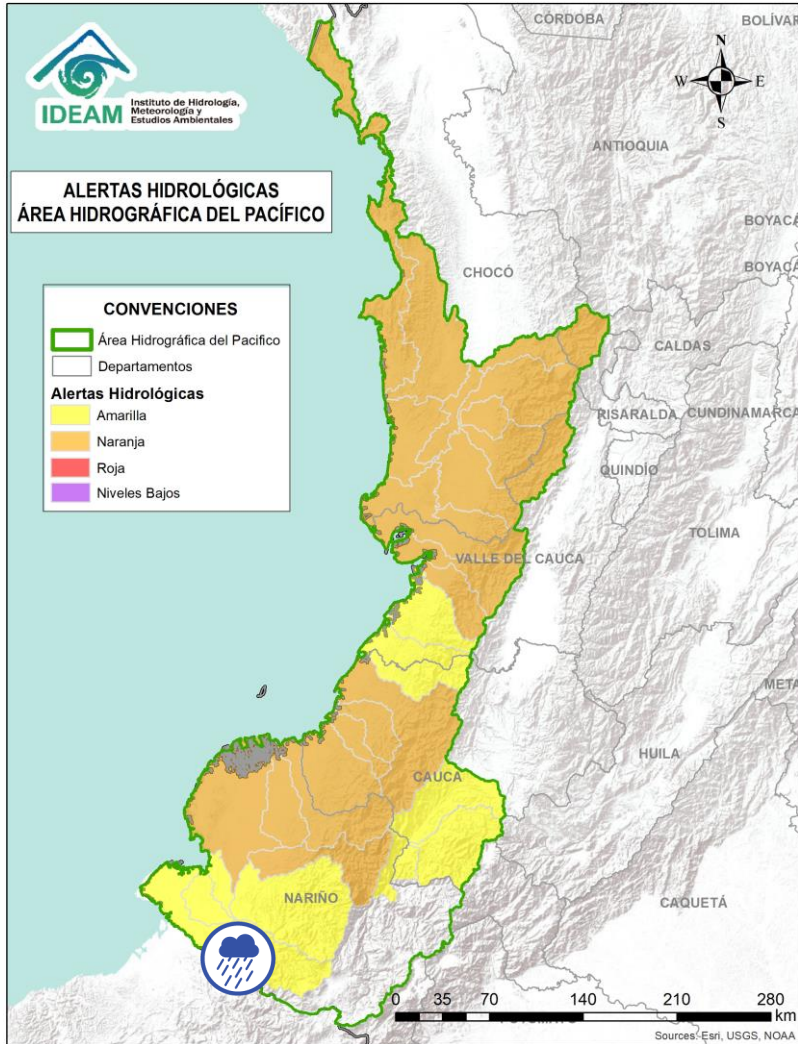 IDEAM
Instituto de Hidrología,
Meteorología y
Estudios Ambientales
ALERTAS HIDROLÓGICAS
ÁREA HIDROGRÁFICA DEL PACÍFICO
CONVENCIONES
Área Hidrográfica del Pacifico
Departamentos
Alertas Hidrológicas
Amarilla
Naranja
Roja
Niveles Bajos
CÓRDOBA
BOLÍVAR
N
W E
S
ANTIOQUIA
BOYACÁ
CHOCÓ
BOYACÁ
CALDAS
RISARALDA
CUNDINAMARCA
QUINDÍO
TOLIMA
VALLE DEL CAUCA
META
HUILA
CAUCA
NARIÑO
CAQUETÁ
0 35 70 140 210 280
km
Sources: Esri, USGS, NOAA